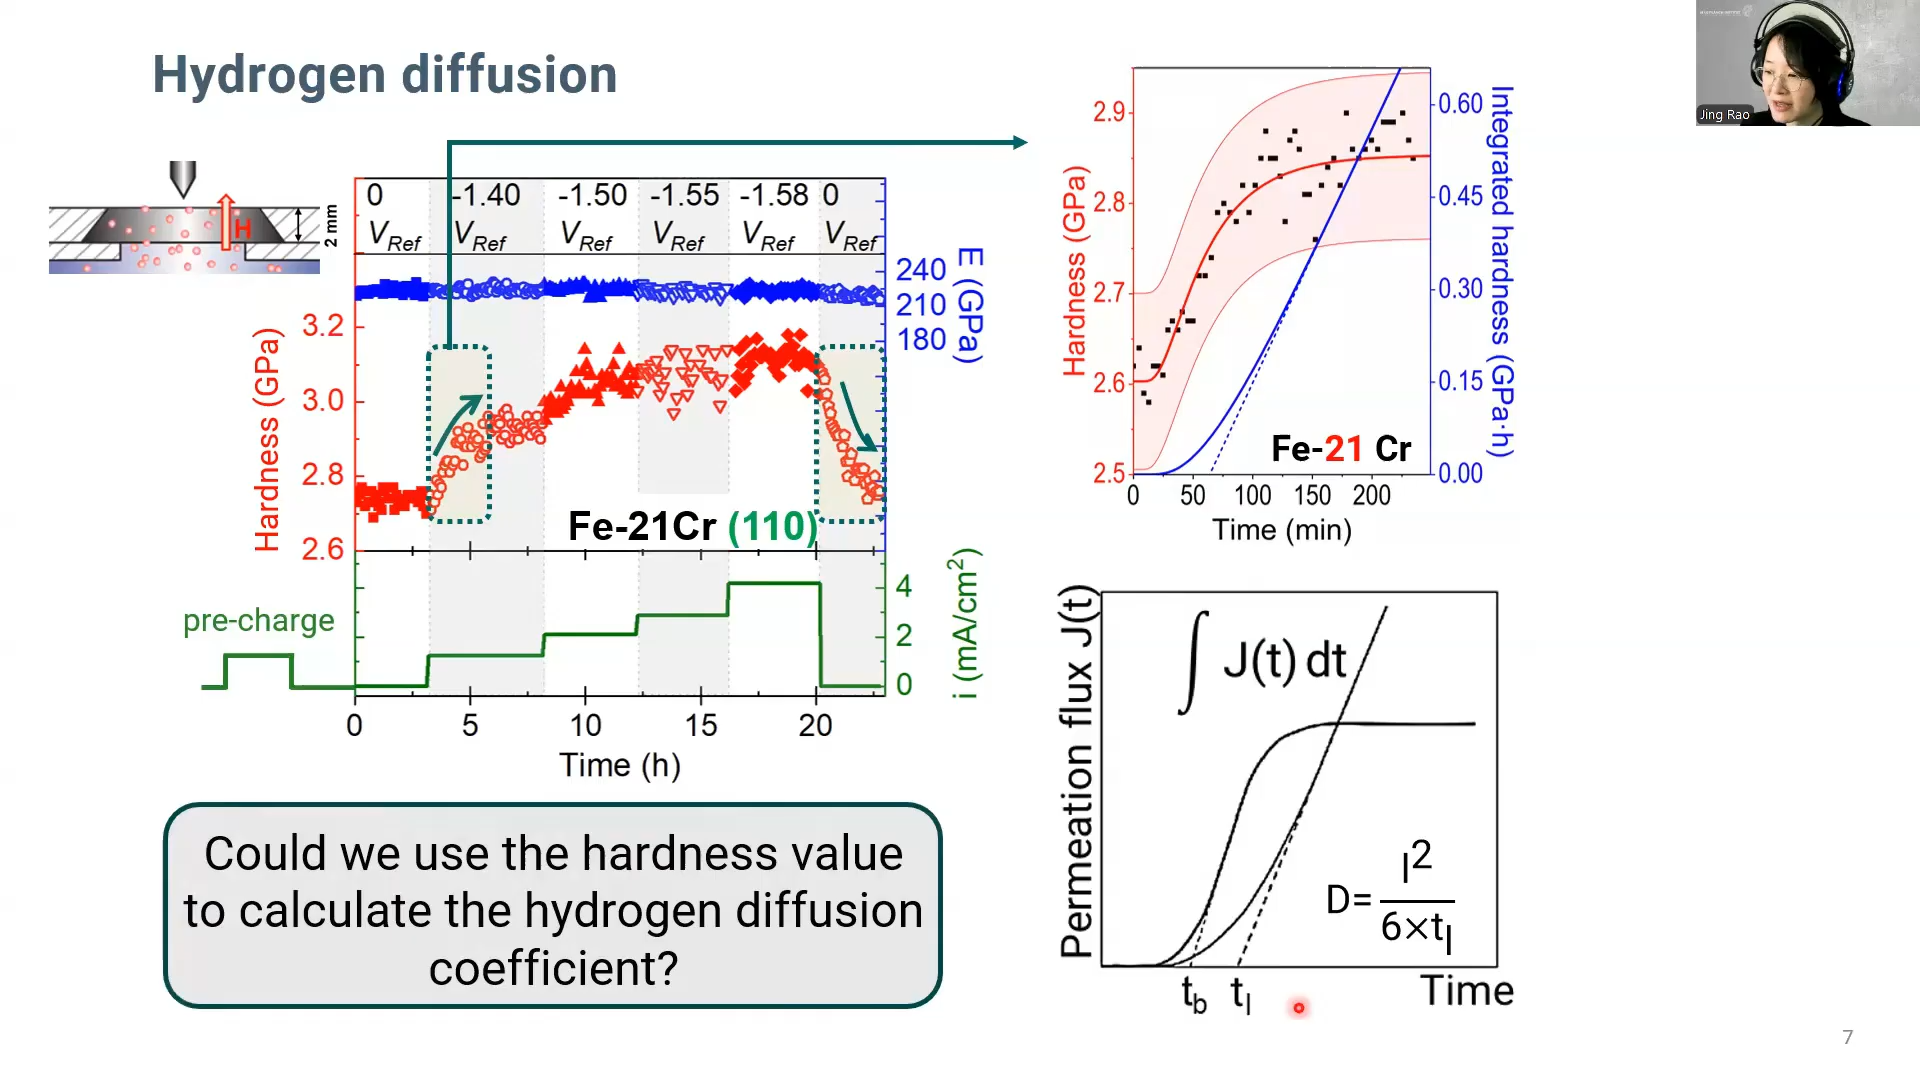 Hydrogen diffusion
Jing Rao
H
2 mm
0 -1.40 -1.50 -1.55 -1.58 0
VRef VRef VRef VRef VRef VRef
240
210
180
E (GPa)
3.2
3.0
2.8
2.6
Hardness (GPa)
Fe-21Cr (110)
pre-charge
4
2
0
i (mA/cm2)
0 5 10 15 20
Time (h)
Could we use the hardness value
to calculate the hydrogen diffusion
coefficient?
2.9
2.8
2.7
2.6
2.5
Hardness (GPa)
0.60
0.45
0.30
0.15
0.00
Integrated hardness (GPa·h)
Fe-21 Cr
0 50 100 150 200
Time (min)
Permeation flux J(t)
∫ J(t) dt
D= l2
6×tl
tb tl
Time
7